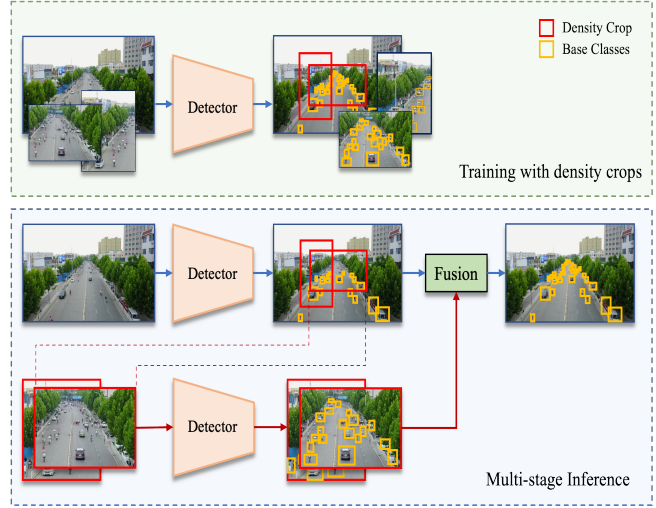 Density Crop
Base Classes
Detector
Training with density crops
Detector
Fusion
Detector
Multi-stage Inference